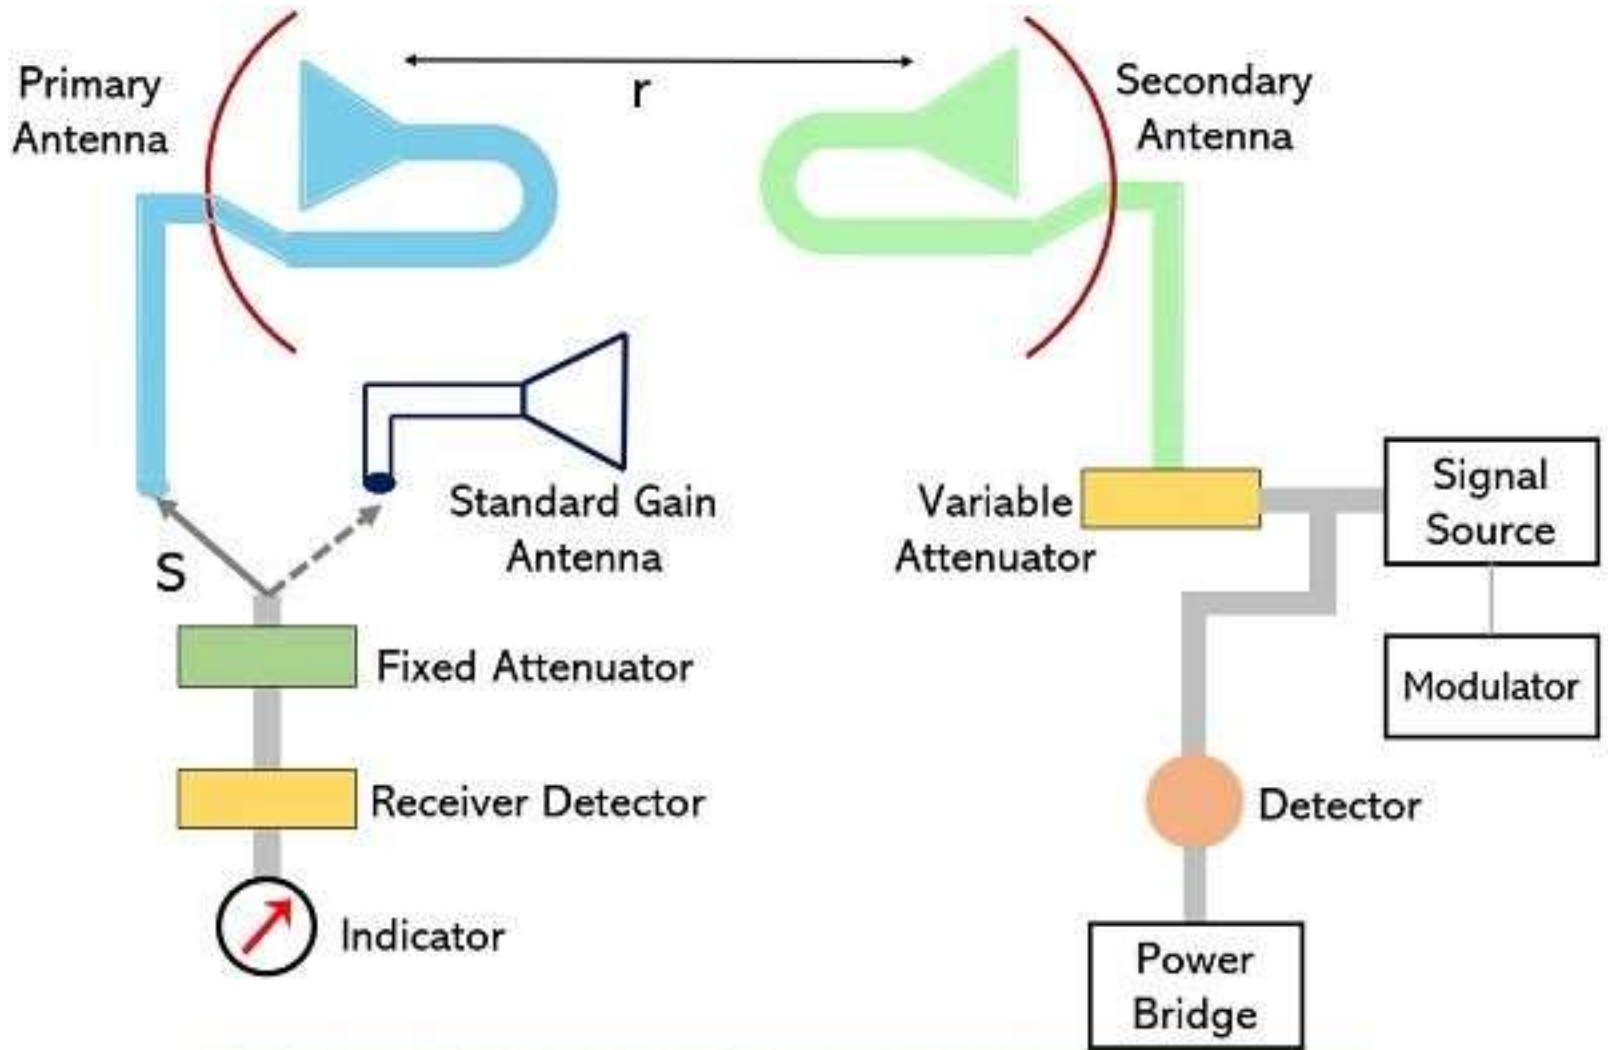 Primary
Antenna
r
Secondary
Antenna
Standard Gain
Antenna
S
Variable
Attenuator
Signal
Source
Fixed Attenuator
Modulator
Receiver Detector
Detector
Indicator
Power
Bridge